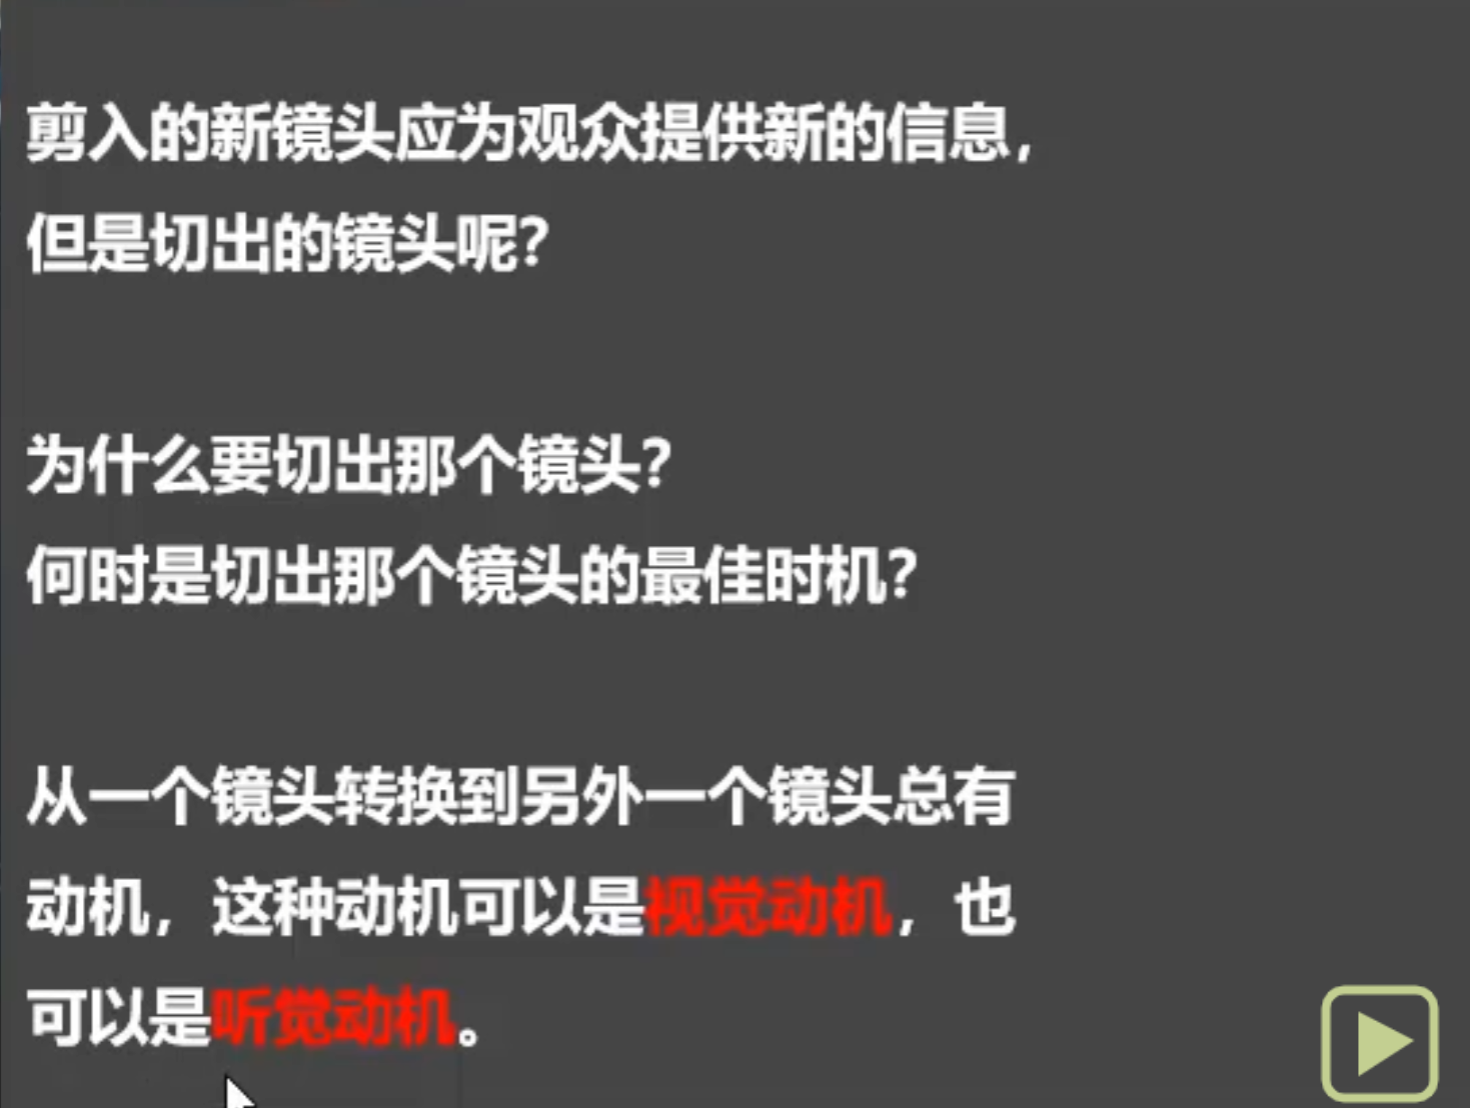 剪入的新镜头应为观众提供新的信息，
但是切出的镜头呢？
为什么要切出那个镜头？
何时是切出那个镜头的最佳时机？
从一个镜头转换到另外一个镜头总有
动机，这种动机可以是视觉动机，也
可以是听觉动机。